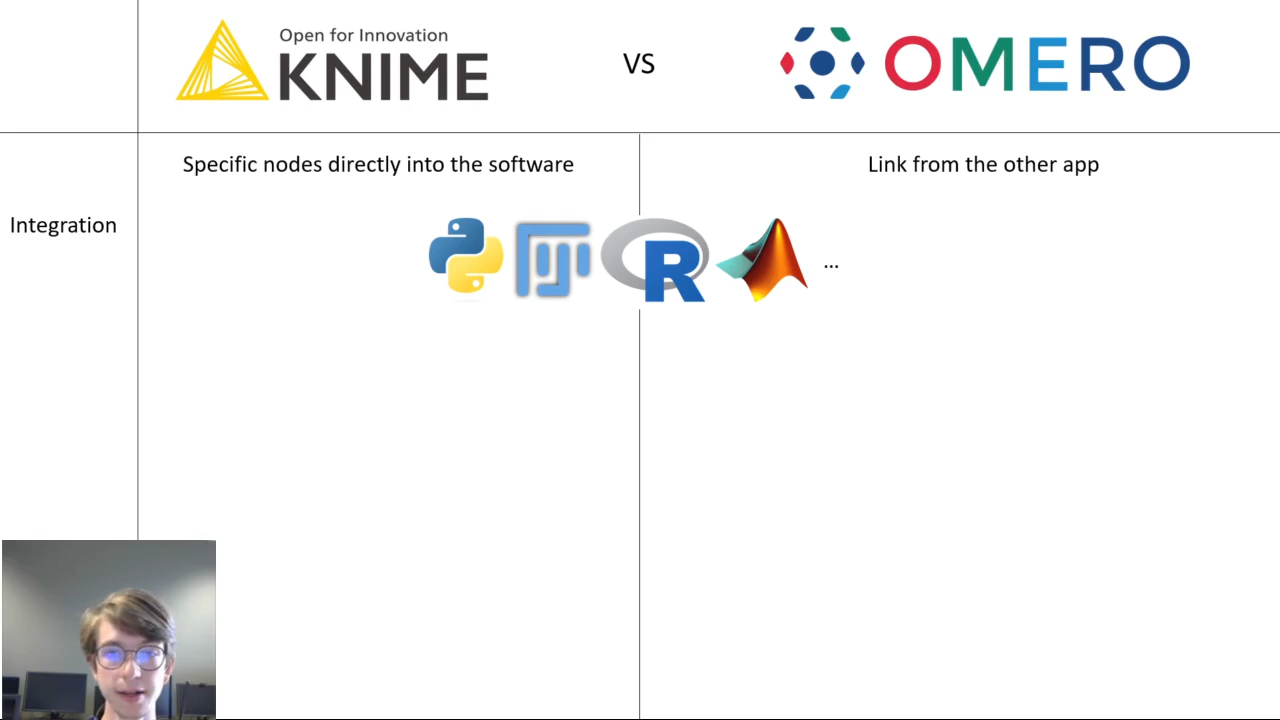 Open for Innovation
KNIME
VS
OMERO
Specific nodes directly into the software
Link from the other app
Integration
R
...